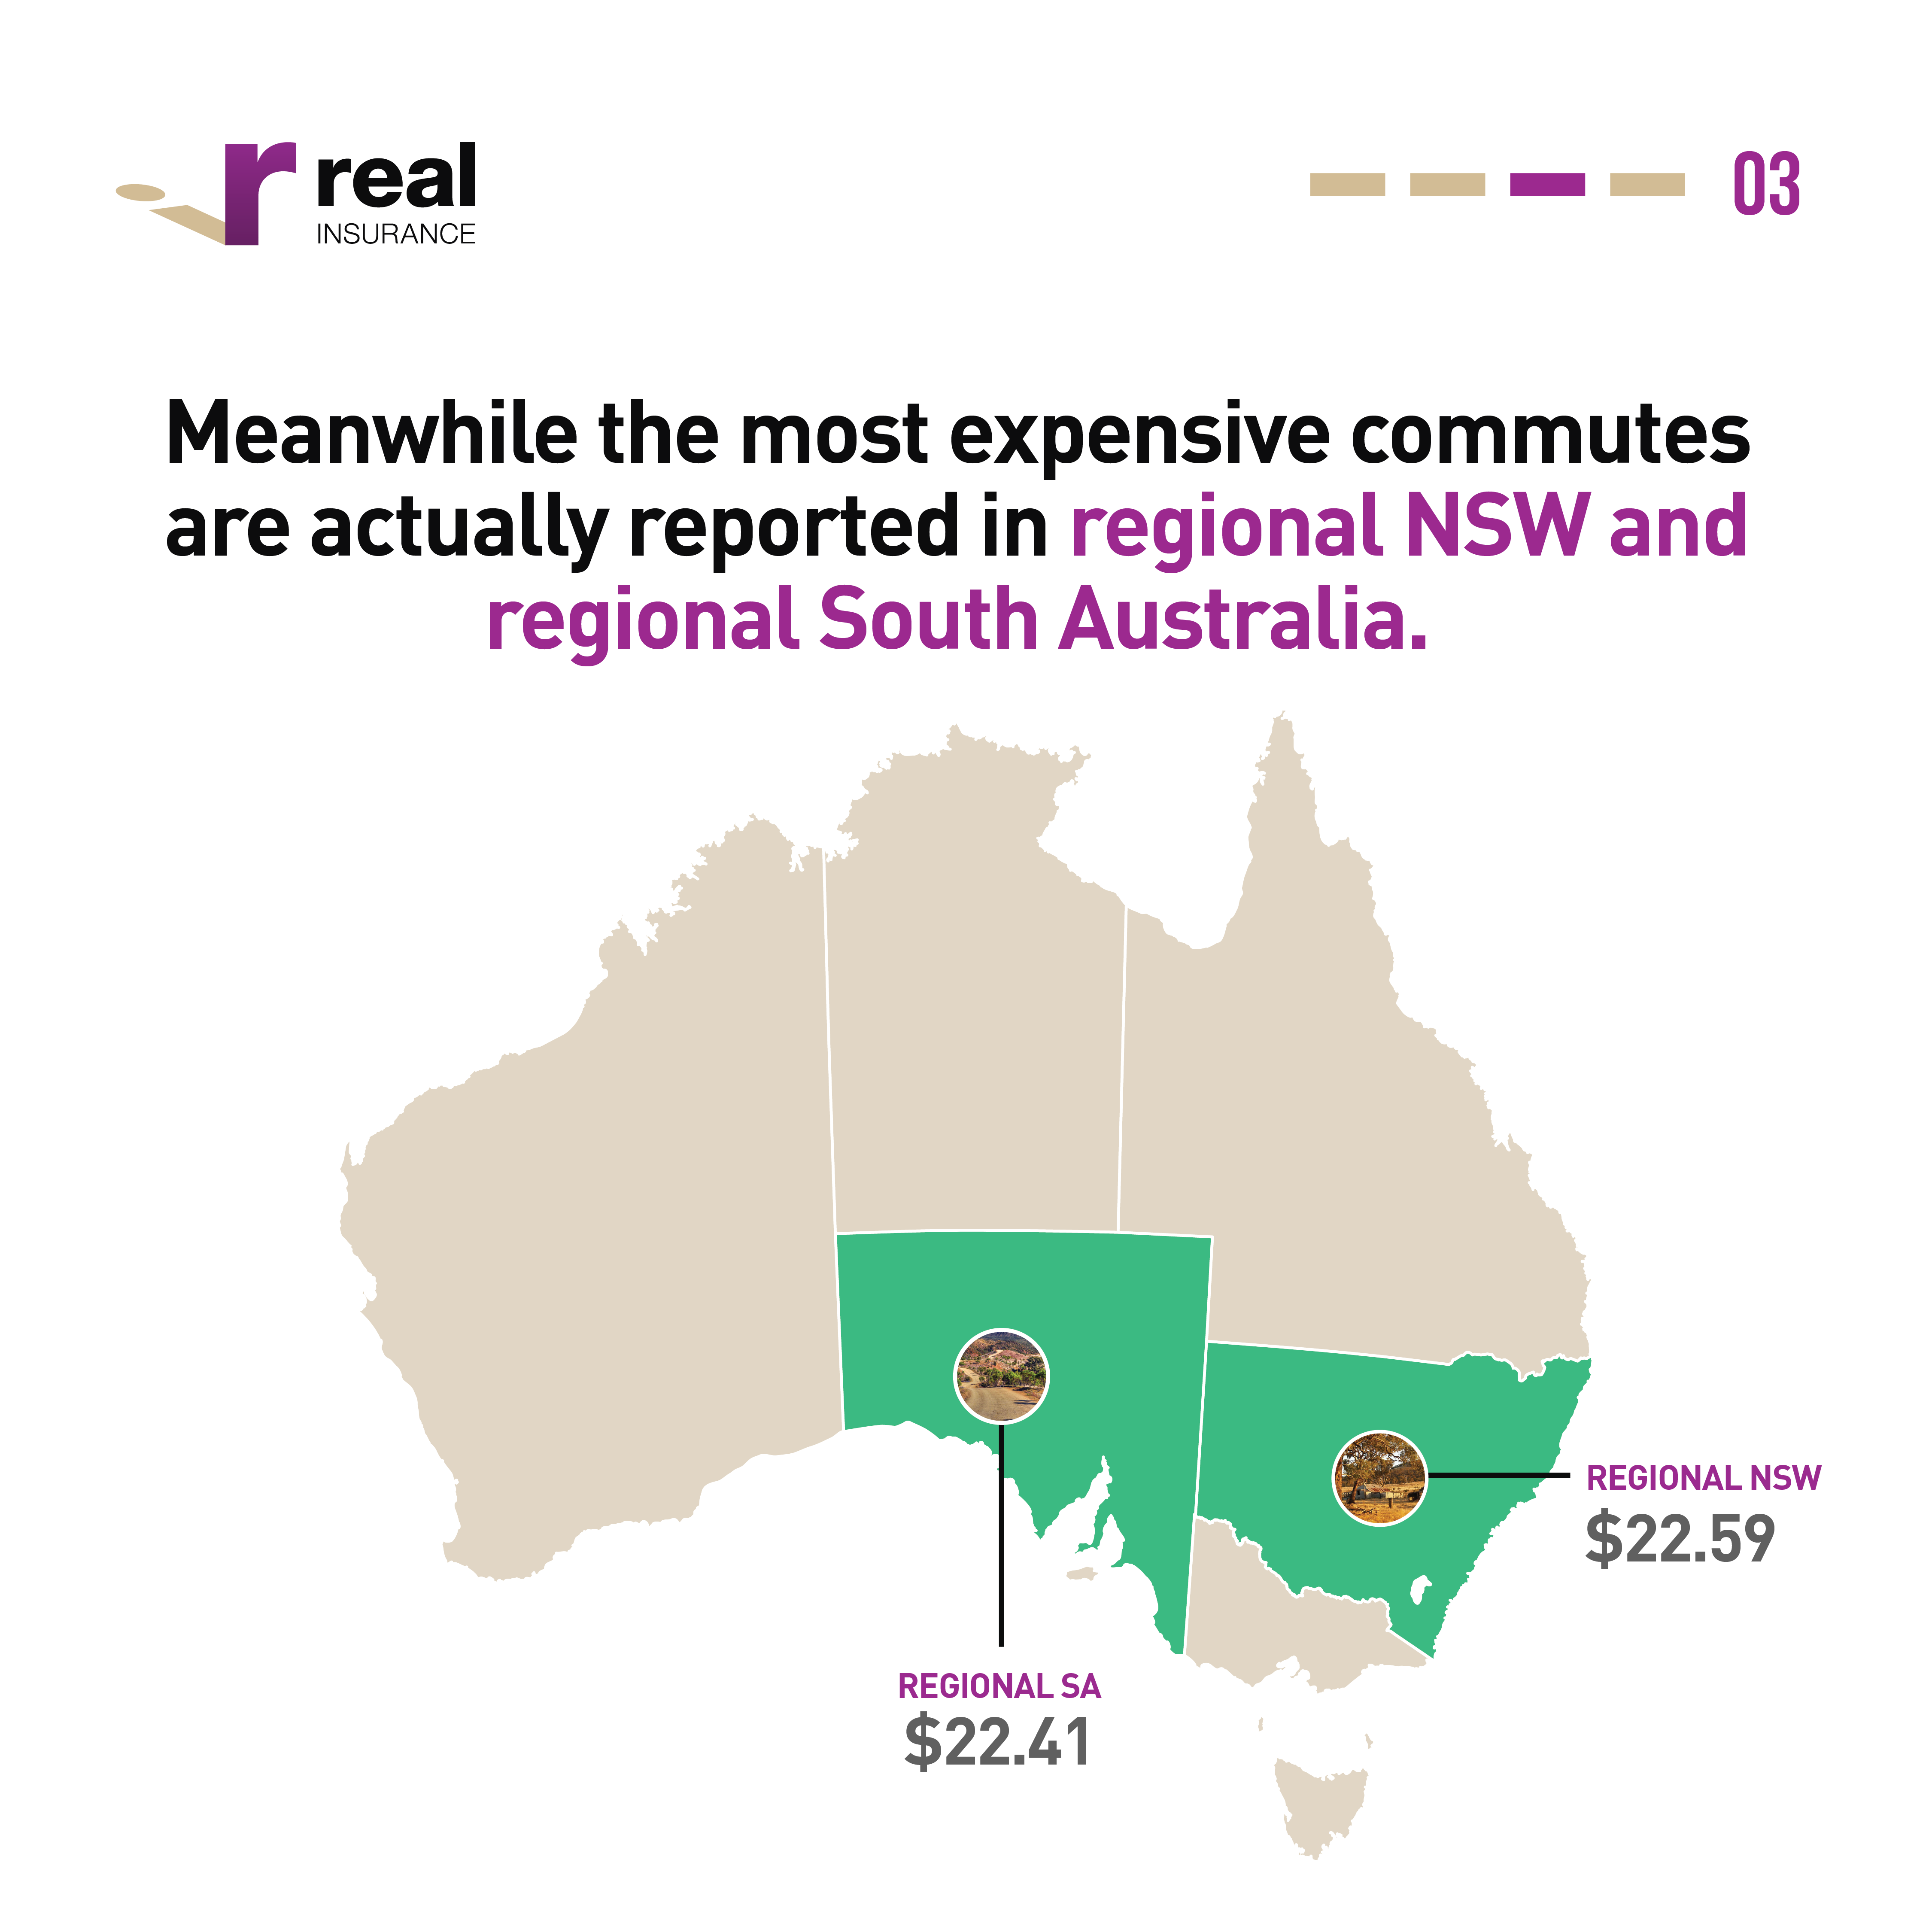 r real
INSURANCE
03
Meanwhile the most expensive commutes
are actually reported in regional NSW and
regional South Australia.
REGIONAL NSW
$22.59
REGIONAL SA
$22.41